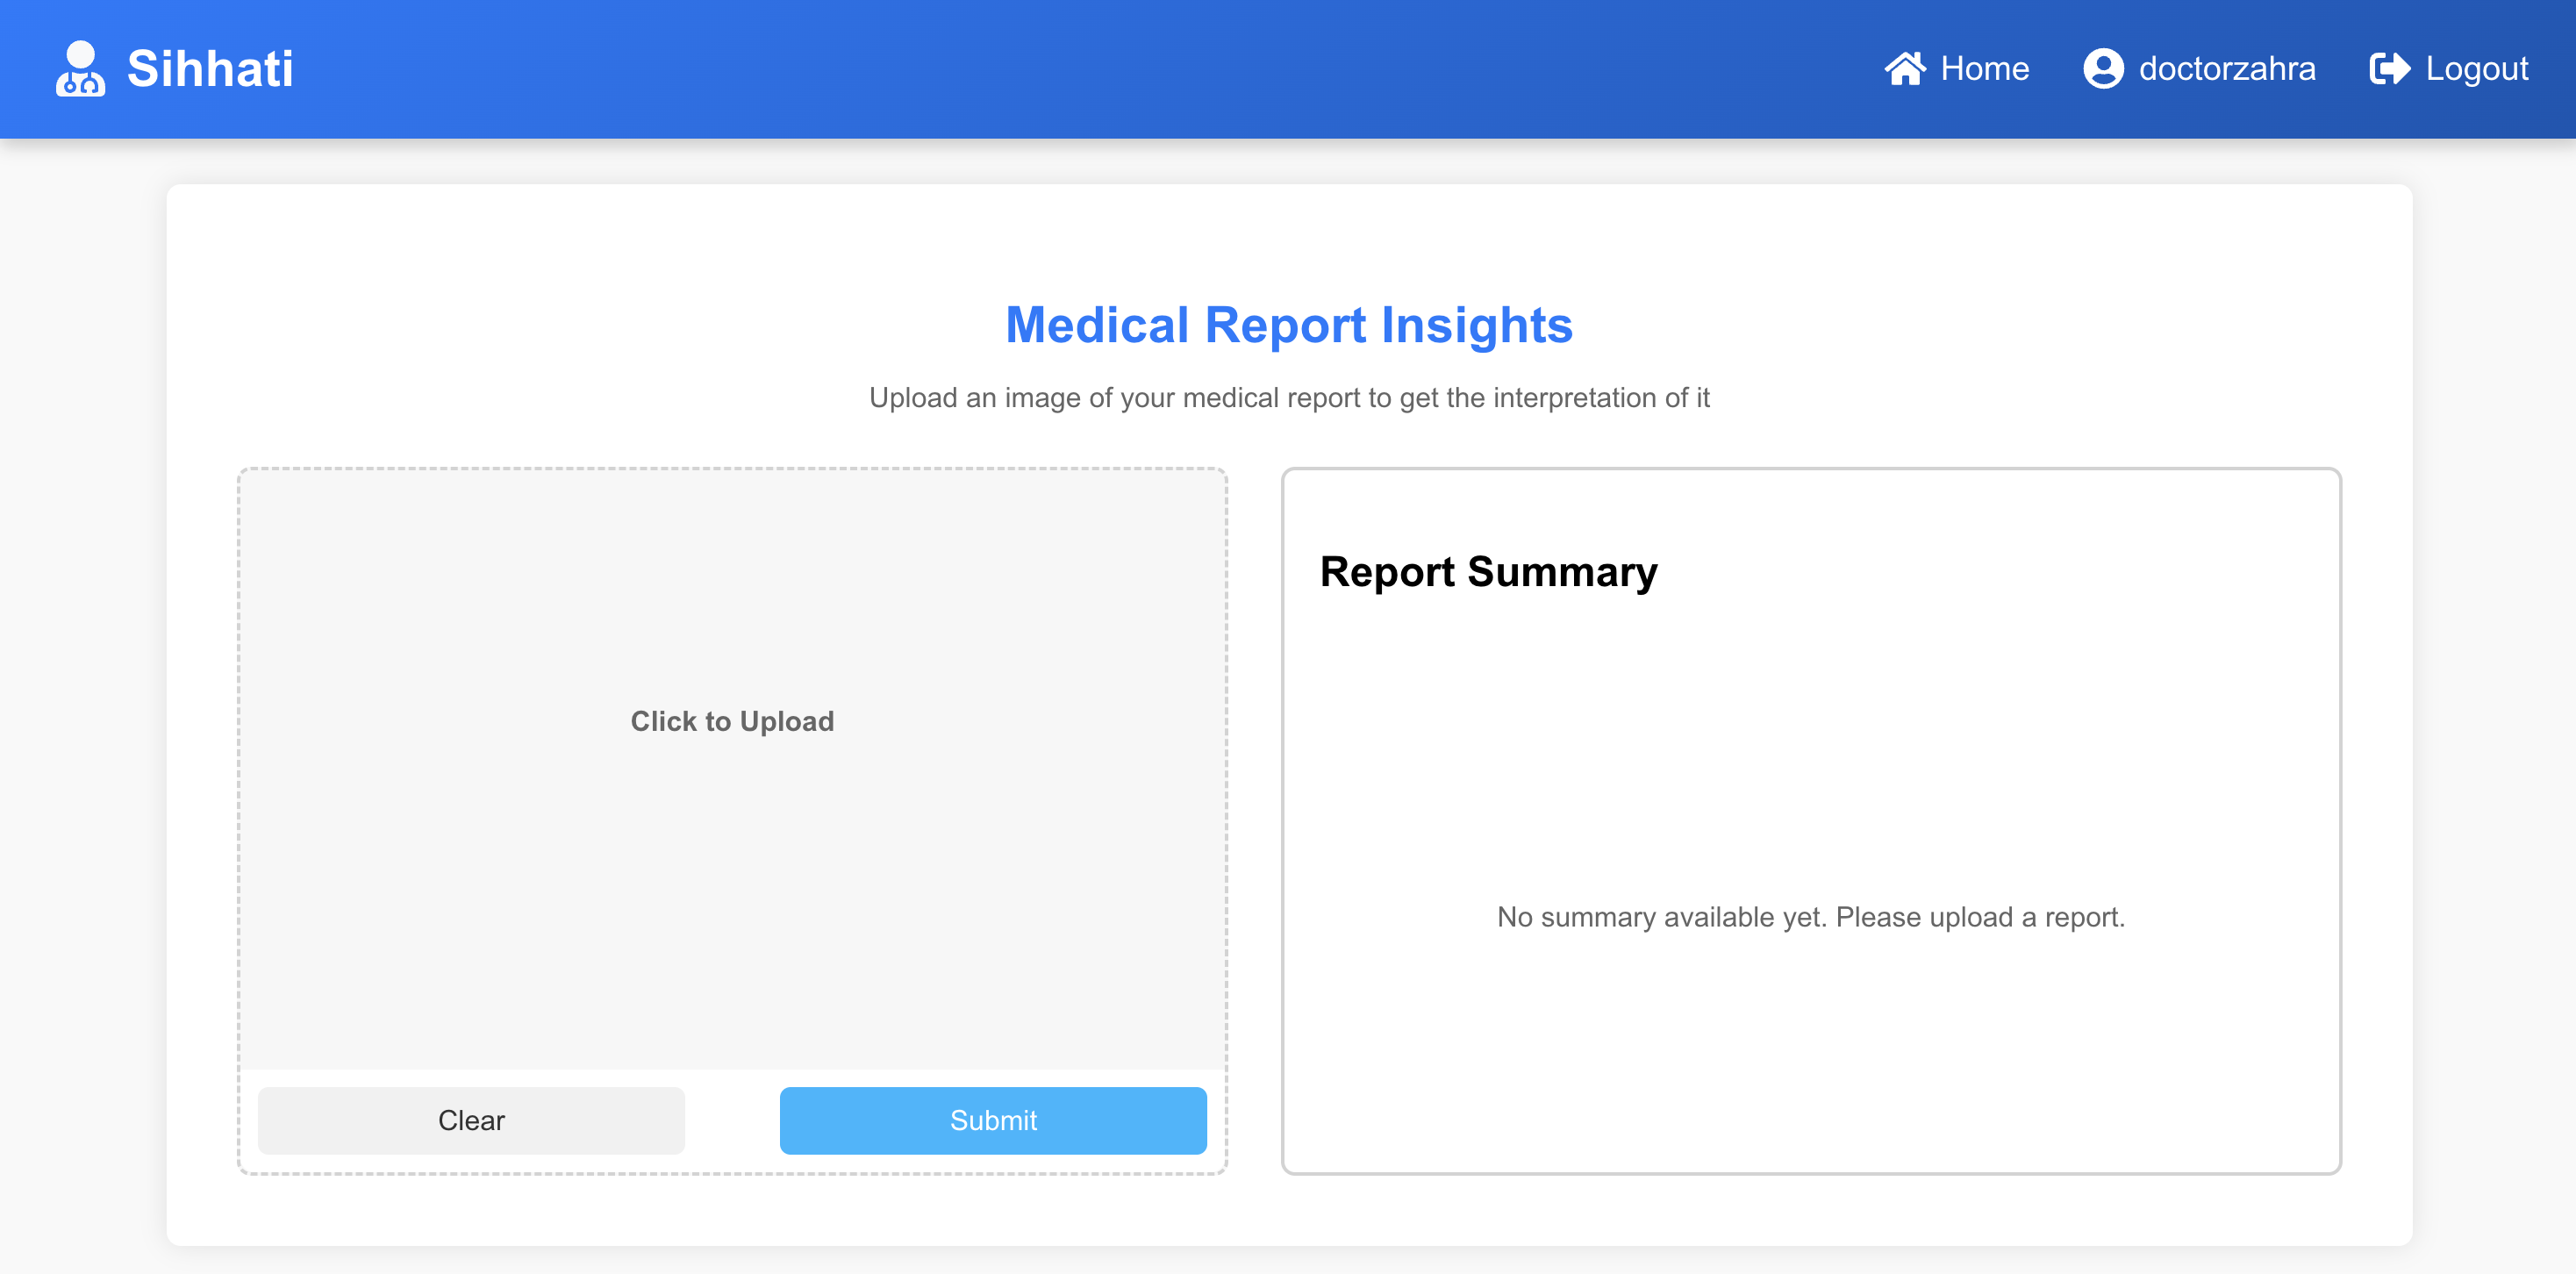 Sihhati
Home
doctorzahra
Logout
Medical Report Insights
Upload an image of your medical report to get the interpretation of it
Click to Upload
Clear
Submit
Report Summary
No summary available yet. Please upload a report.